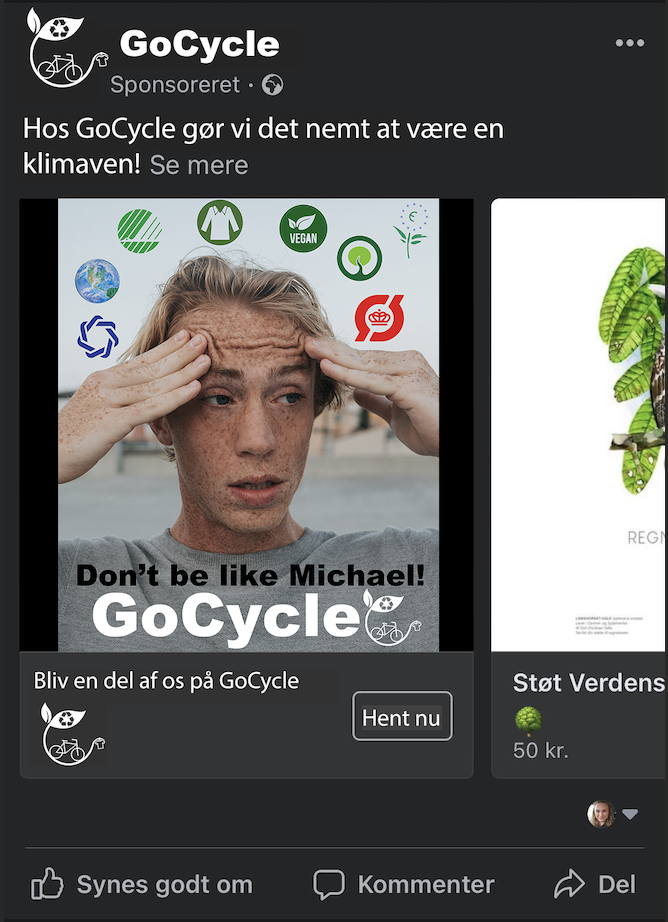 GoCycle
Sponsoreret ·
Hos GoCycle gør vi det nemt at være en
klimaven! Se mere
VEGAN
Don't be like Michael!
GoCycle
REGN
Bliv en del af os på GoCycle
Hent nu
Støt Verdens
50 kr.
Synes godt om
Kommenter
Del